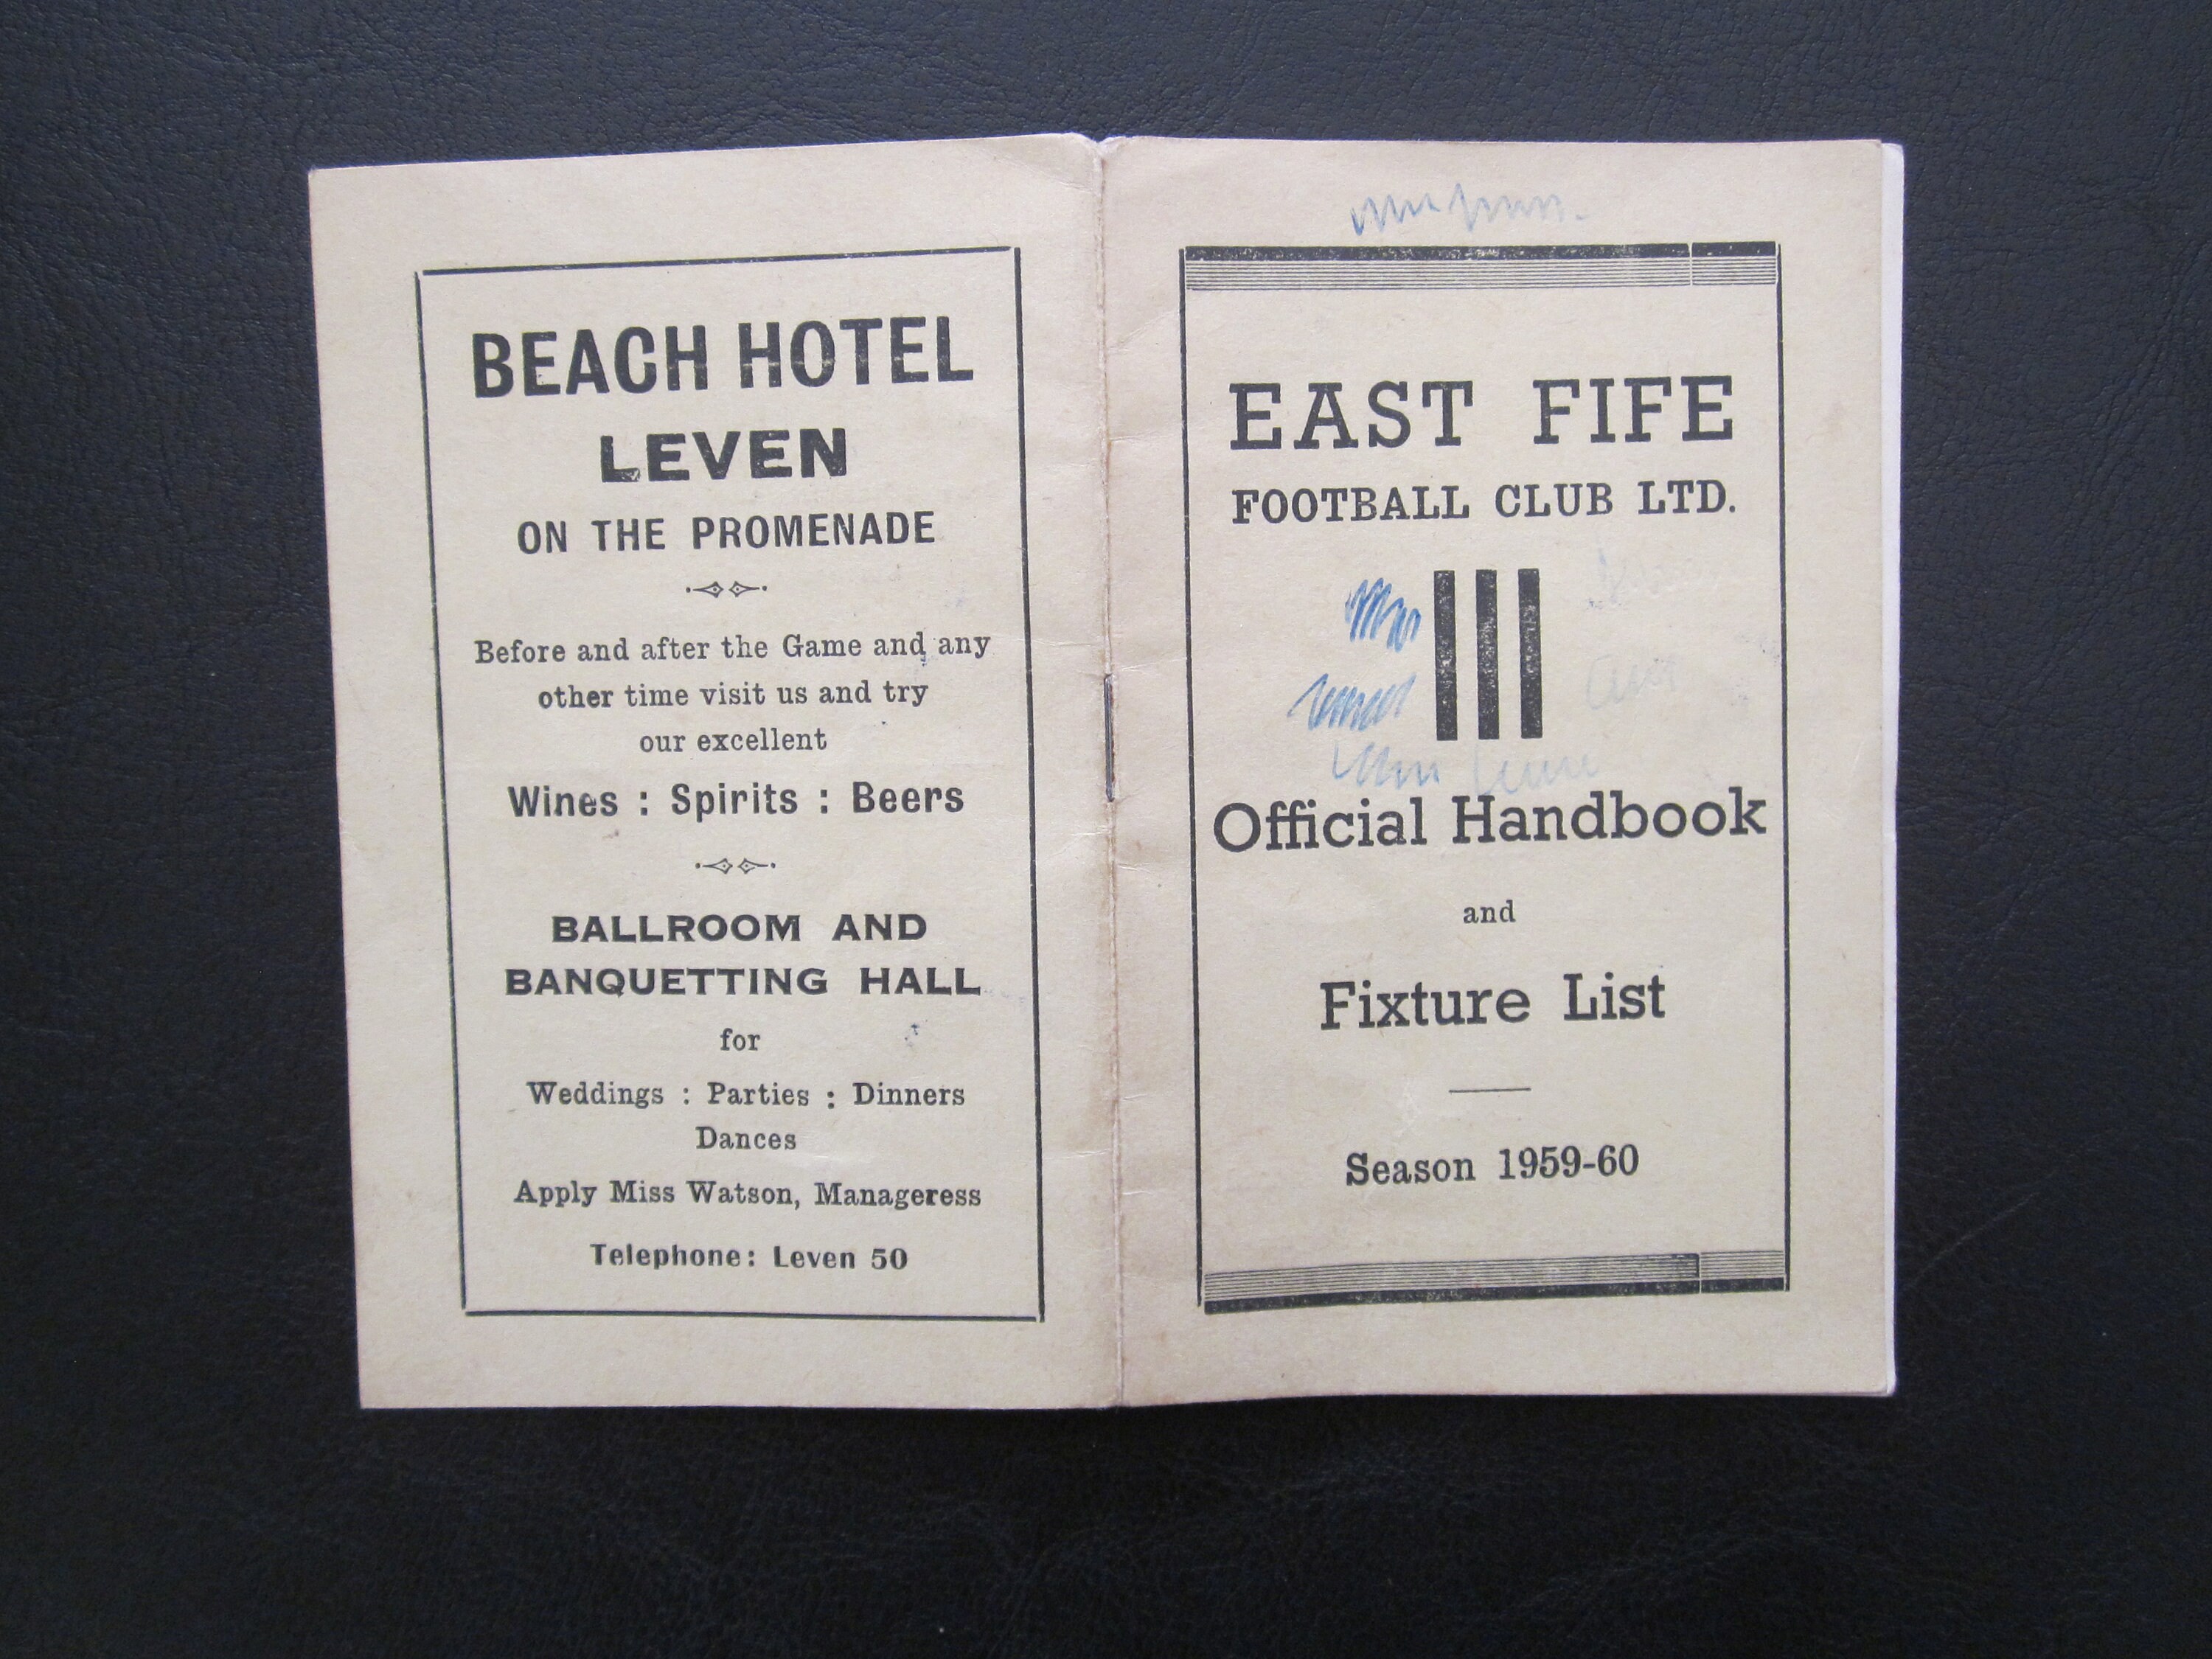 BEACH HOTEL
LEVEN
ON THE PROMENADE
Before and after the Game and any
other time visit us and try
our excellent
Wines : Spirits : Beers
BALLROOM AND
BANQUETTING HALL
for
Weddings : Parties : Dinners
Dances
Apply Miss Watson, Manageress
Telephone: Leven 50
EAST FIFE
FOOTBALL CLUB LTD.
Official Handbook
and
Fixture List
Season 1959-60